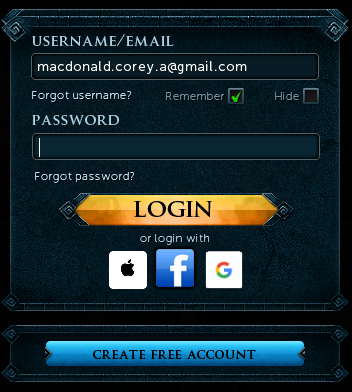 USERNAME/EMAIL
macdonald.corey.a@gmail.com
Forgot username? Remember Hide
PASSWORD
Forgot password?
LOGIN
or login with
f G
CREATE FREE ACCOUNT